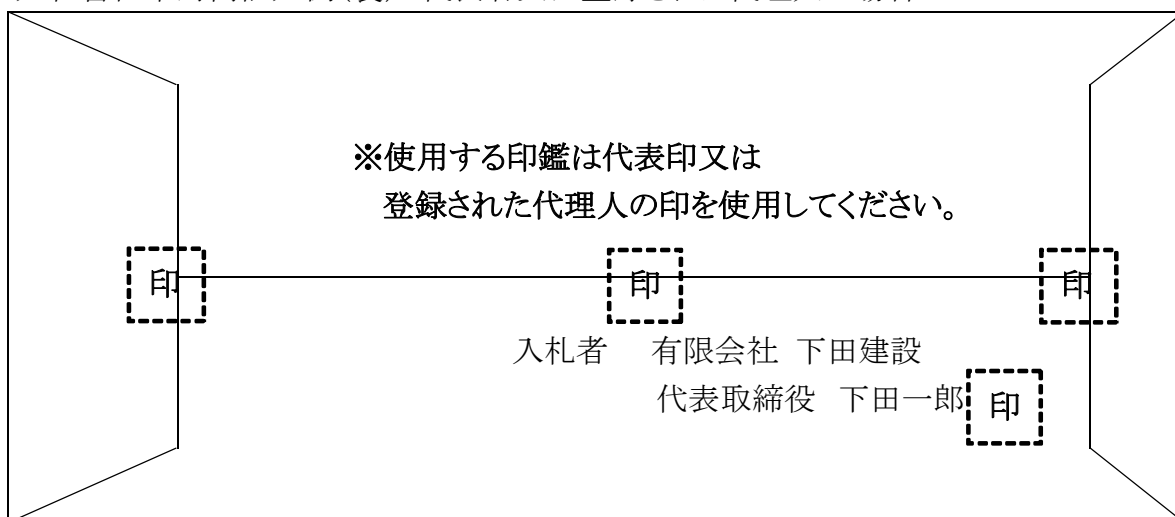 ※使用する印鑑は代表印又は
登録された代理人の印を使用してください。
印 印 印
入札者 有限会社 下田建設
代表取締役 下田一郎 印